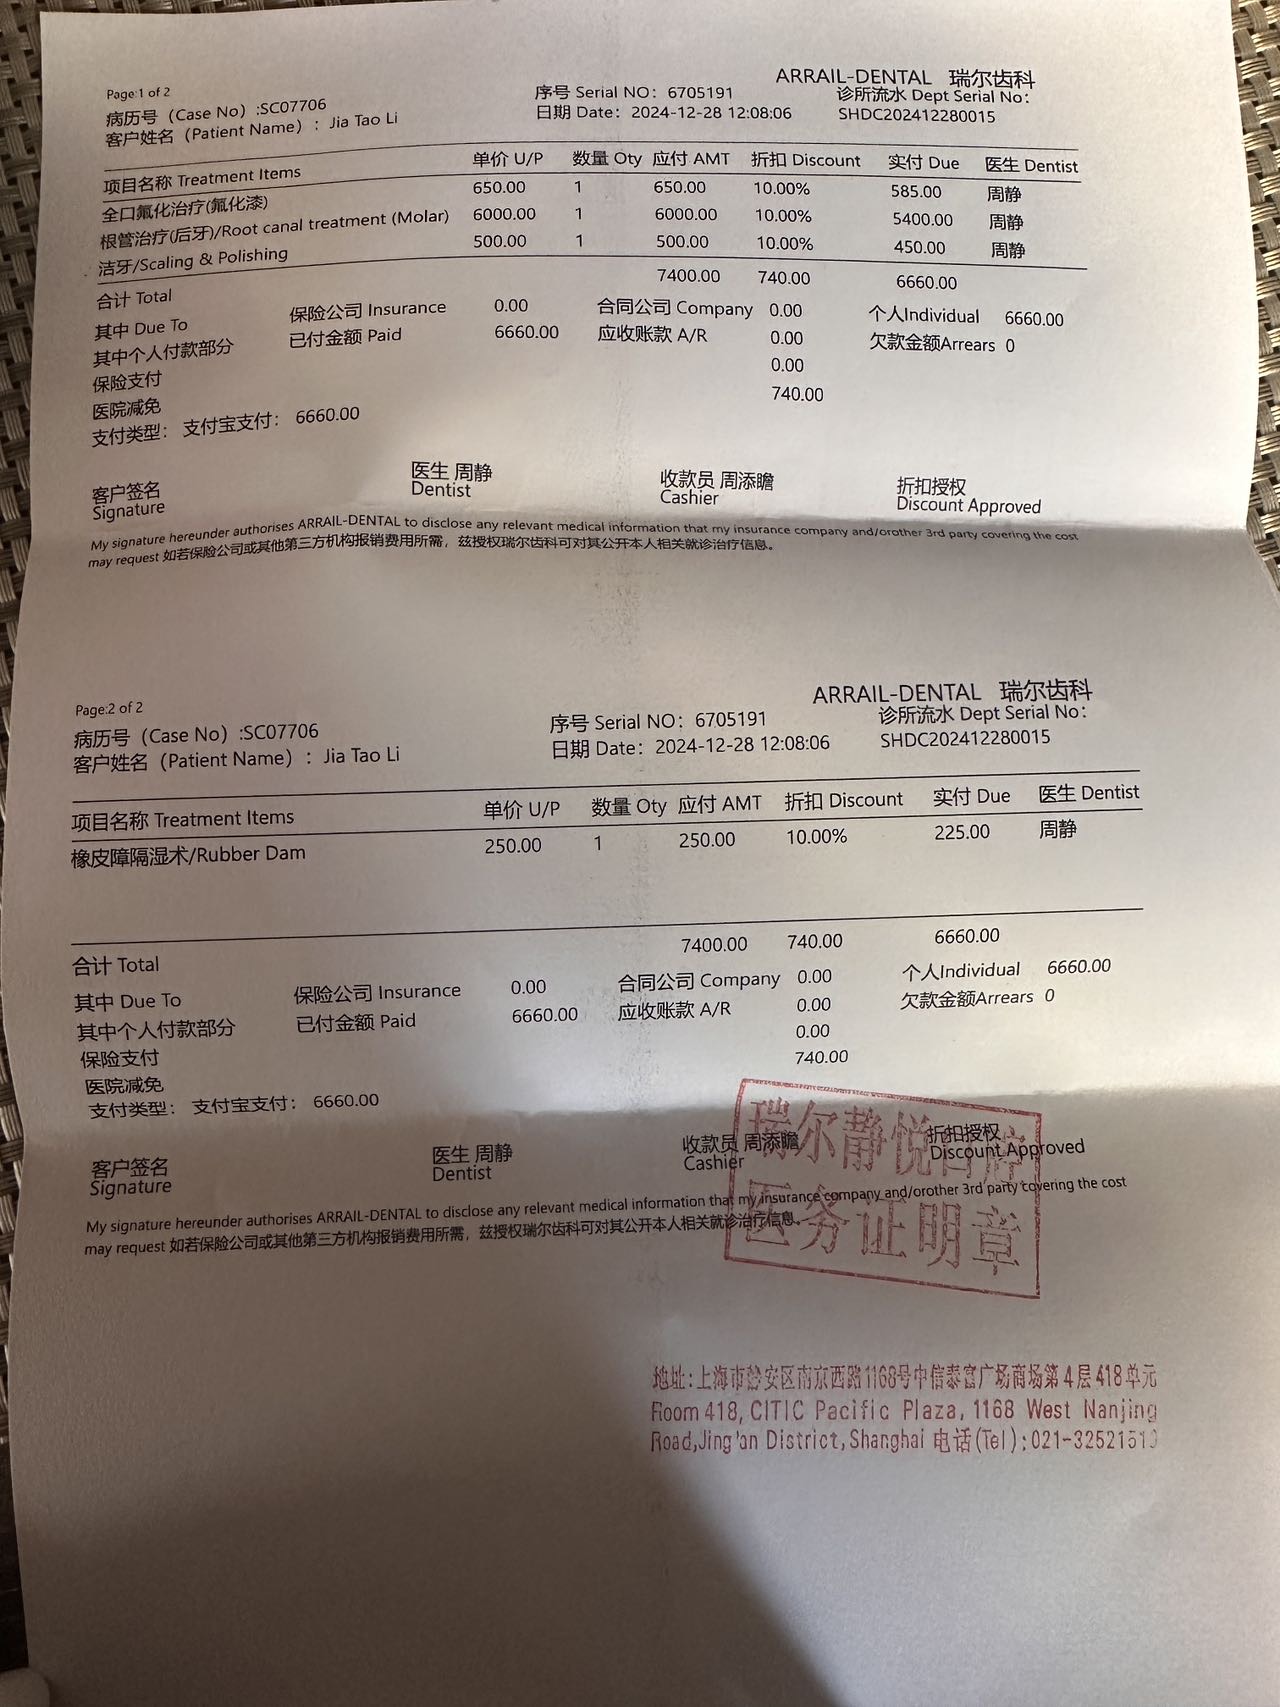 ARRAIL-DENTAL 瑞尔齿科
Page:1 of 2
序号 Serial NO： 6705191
诊所流水 Dept Serial No：
病历号（Case No）:SC07706
日期 Date： 2024-12-28 12:08:06
SHDC202412280015
客户姓名（Patient Name）： Jia Tao Li
项目名称 Treatment Items 单价 U/P 数量 Qty 应付 AMT 折扣 Discount 实付 Due 医生 Dentist
全口氟化治疗(氟化漆) 650.00 1 650.00 10.00% 585.00 周静
根管治疗(后牙)/Root canal treatment (Molar) 6000.00 1 6000.00 10.00% 5400.00 周静
洁牙/Scaling & Polishing 500.00 1 500.00 10.00% 450.00 周静
合计 Total 7400.00 740.00 6660.00
其中 Due To 保险公司 Insurance 0.00 合同公司 Company 0.00 个人Individual 6660.00
其中个人付款部分 已付金额 Paid 6660.00 应收账款 A/R 0.00 欠款金额Arrears 0
保险支付 0.00
医院减免 740.00
支付类型： 支付宝支付： 6660.00
客户签名 医生 周静 收款员 周添瞻 折扣授权
Signature Dentist Cashier Discount Approved
My signature hereunder authorises ARRAIL-DENTAL to disclose any relevant medical information that my insurance company and/orother 3rd party covering the cost
may request 如若保险公司或其他第三方机构报销费用所需，兹授权瑞尔齿科可对其公开本人相关就诊治疗信息。
ARRAIL-DENTAL 瑞尔齿科
Page:2 of 2
序号 Serial NO： 6705191
诊所流水 Dept Serial No：
病历号（Case No）:SC07706
日期 Date： 2024-12-28 12:08:06
SHDC202412280015
客户姓名（Patient Name）： Jia Tao Li
项目名称 Treatment Items 单价 U/P 数量 Qty 应付 AMT 折扣 Discount 实付 Due 医生 Dentist
橡皮障隔湿术/Rubber Dam 250.00 1 250.00 10.00% 225.00 周静
合计 Total 7400.00 740.00 6660.00
其中 Due To 保险公司 Insurance 0.00 合同公司 Company 0.00 个人Individual 6660.00
其中个人付款部分 已付金额 Paid 6660.00 应收账款 A/R 0.00 欠款金额Arrears 0
保险支付 0.00
医院减免 740.00
支付类型： 支付宝支付： 6660.00
客户签名 医生 周静 收款员 周添瞻 折扣授权
Signature Dentist Cashier Discount Approved
My signature hereunder authorises ARRAIL-DENTAL to disclose any relevant medical information that my insurance company and/orother 3rd party covering the cost
may request 如若保险公司或其他第三方机构报销费用所需，兹授权瑞尔齿科可对其公开本人相关就诊治疗信息。
瑞尔静悦口腔
医务证明章
地址:上海市静安区南京西路1168号中信泰富广场商场第4层418单元
Room 418, CITIC Pacific Plaza, 1168 West Nanjing
Road,Jing'an District,Shanghai 电话(Tel):021-3252151